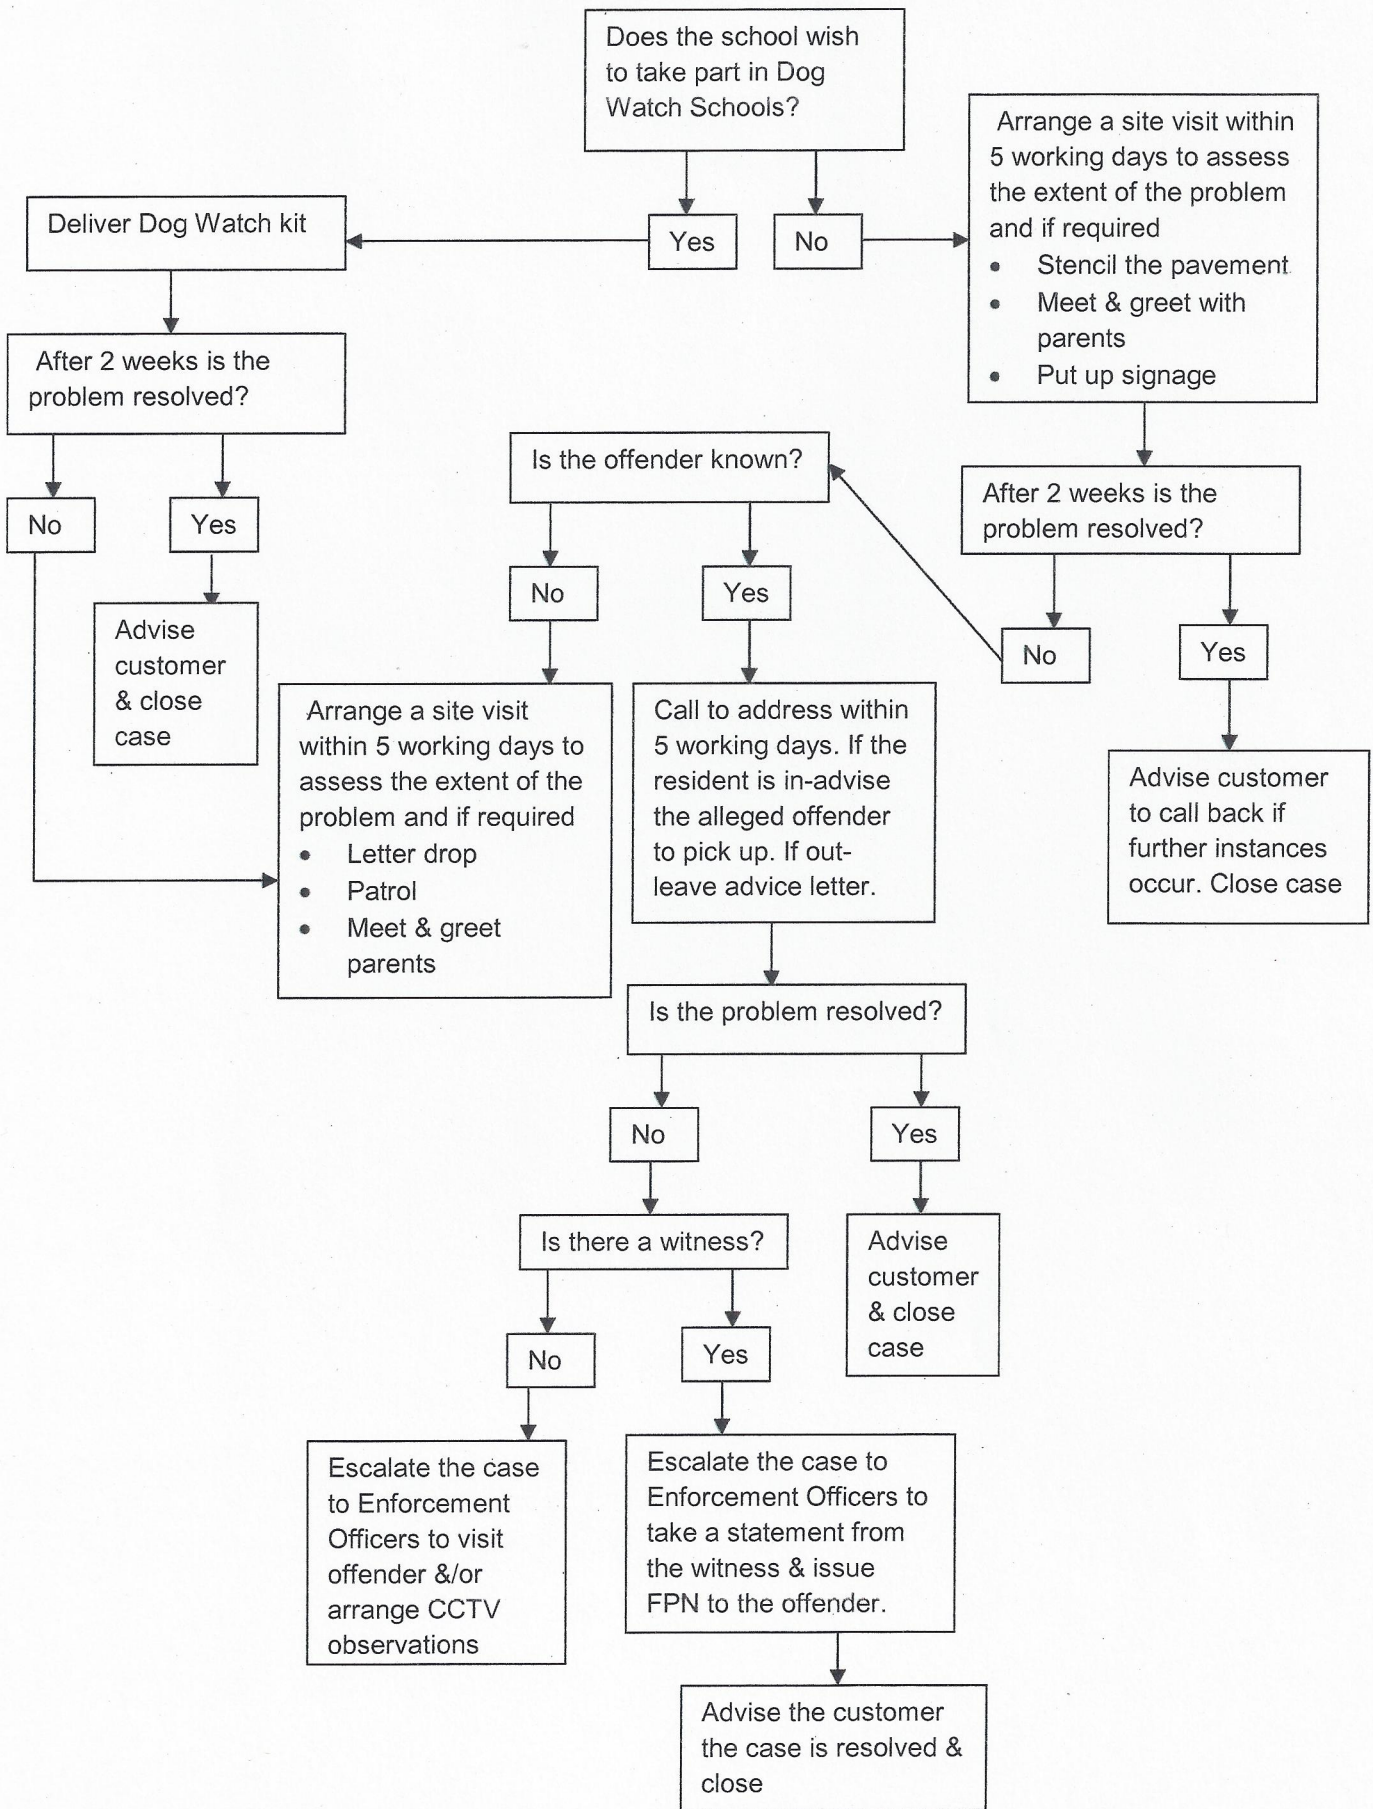 Does the school wish
to take part in Dog
Watch Schools?
Yes
No
Arrange a site visit within
5 working days to assess
the extent of the problem
and if required
• Stencil the pavement
• Meet & greet with
parents
• Put up signage
Deliver Dog Watch kit
After 2 weeks is the
problem resolved?
No
Yes
Advise
customer
& close
case
Is the offender known?
No
Yes
After 2 weeks is the
problem resolved?
No
Yes
Arrange a site visit
within 5 working days to
assess the extent of the
problem and if required
• Letter drop
• Patrol
• Meet & greet
parents
Call to address within
5 working days. If the
resident is in-advise
the alleged offender
to pick up. If out-
leave advice letter.
Advise customer
to call back if
further instances
occur. Close case
Is the problem resolved?
No
Yes
Is there a witness?
Advise
customer
& close
case
No
Yes
Escalate the case
to Enforcement
Officers to visit
offender &/or
arrange CCTV
observations
Escalate the case to
Enforcement Officers to
take a statement from
the witness & issue
FPN to the offender.
Advise the customer
the case is resolved &
close